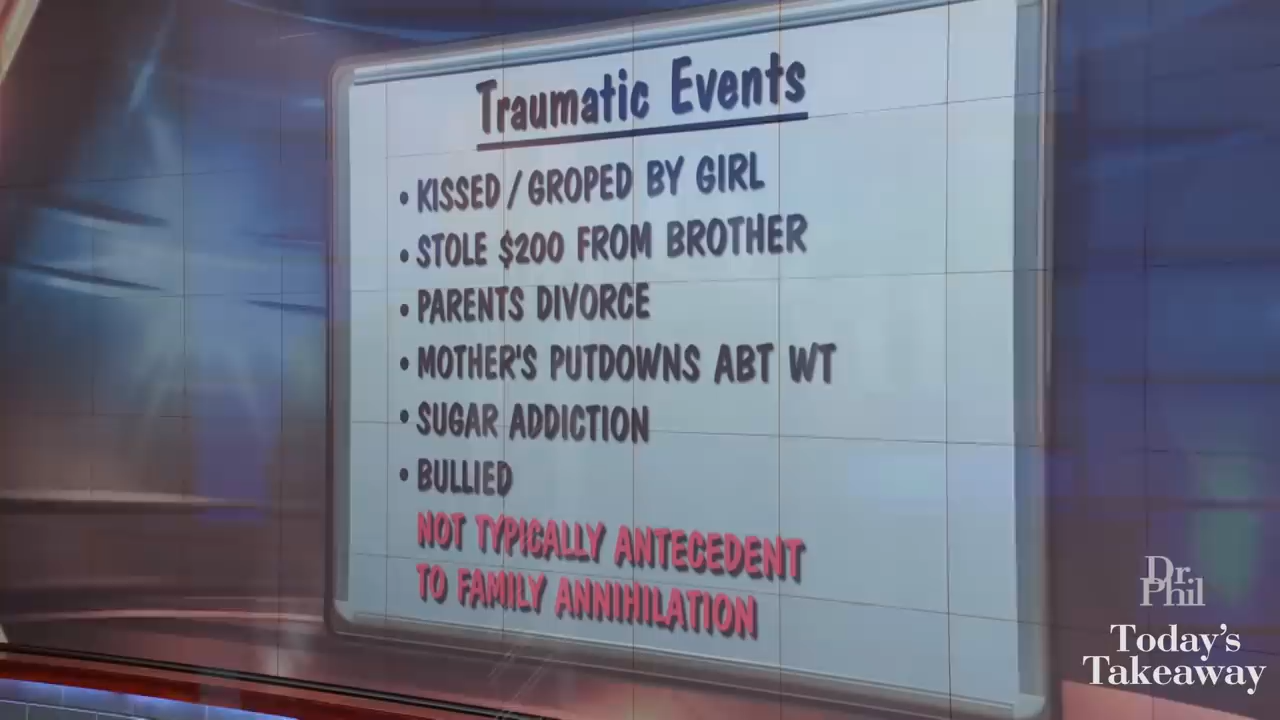 Traumatic Events
• KISSED / GROPED BY GIRL
• STOLE $200 FROM BROTHER
• PARENTS DIVORCE
• MOTHER'S PUTDOWNS ABT WT
• SUGAR ADDICTION
• BULLIED
NOT TYPICALLY ANTECEDENT
TO FAMILY ANNIHILATION
Dr.
Phil
Today's
Takeaway